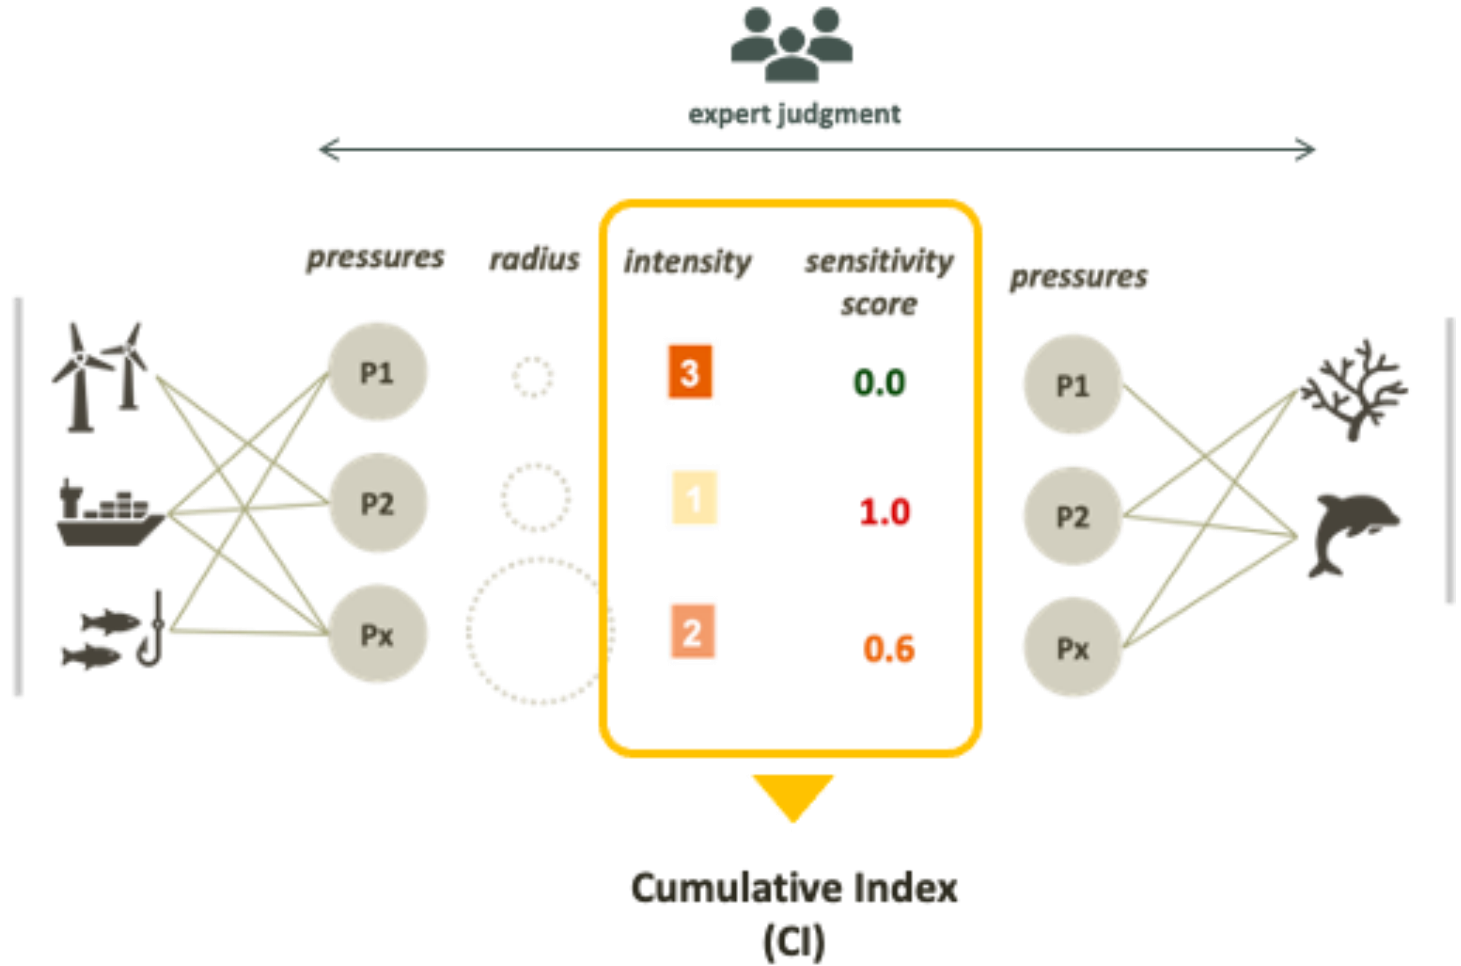 expert judgment
pressures radius intensity sensitivity score pressures
P1 3 0.0 P1
P2 1 1.0 P2
Px 2 0.6 Px
Cumulative Index
(CI)